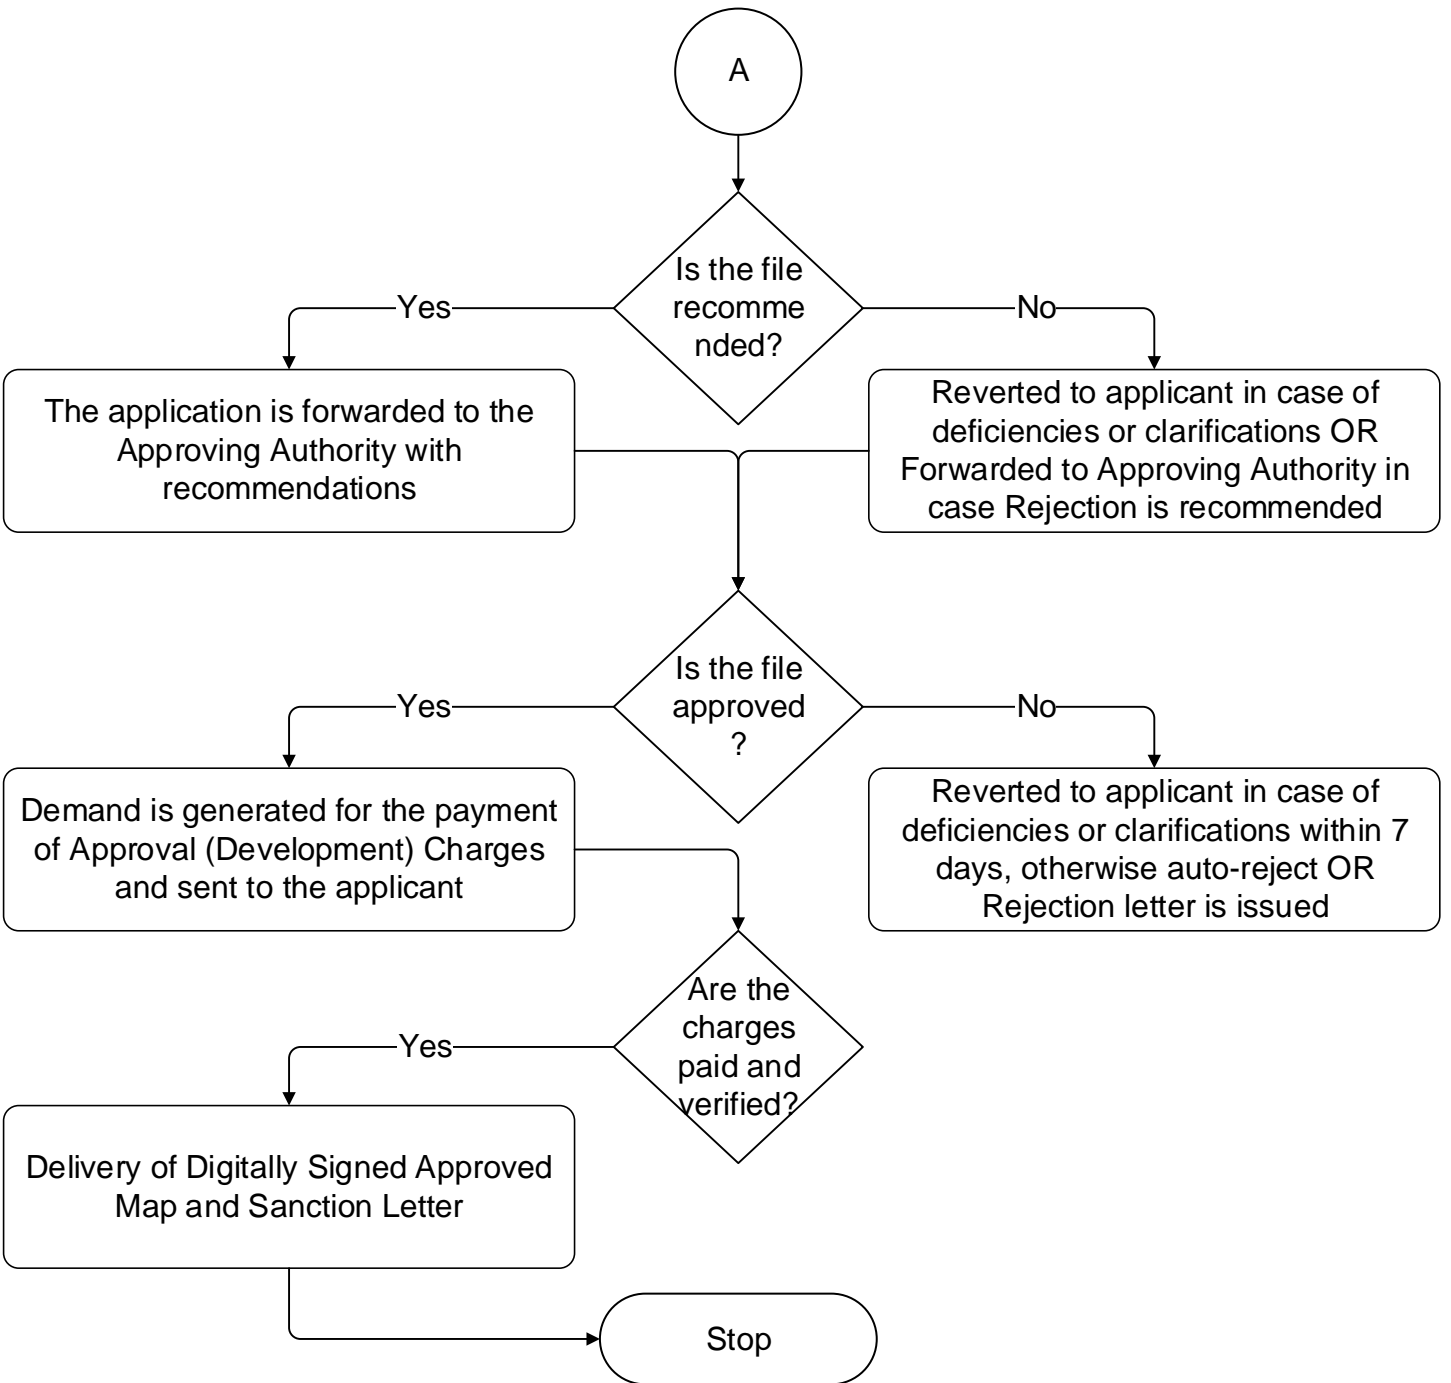 A
Is the file
recomme
nded?
Yes
No
The application is forwarded to the
Approving Authority with
recommendations
Reverted to applicant in case of
deficiencies or clarifications OR
Forwarded to Approving Authority in
case Rejection is recommended
Is the file
approved
?
Yes
No
Demand is generated for the payment
of Approval (Development) Charges
and sent to the applicant
Reverted to applicant in case of
deficiencies or clarifications within 7
days, otherwise auto-reject OR
Rejection letter is issued
Are the
charges
paid and
verified?
Yes
Delivery of Digitally Signed Approved
Map and Sanction Letter
Stop